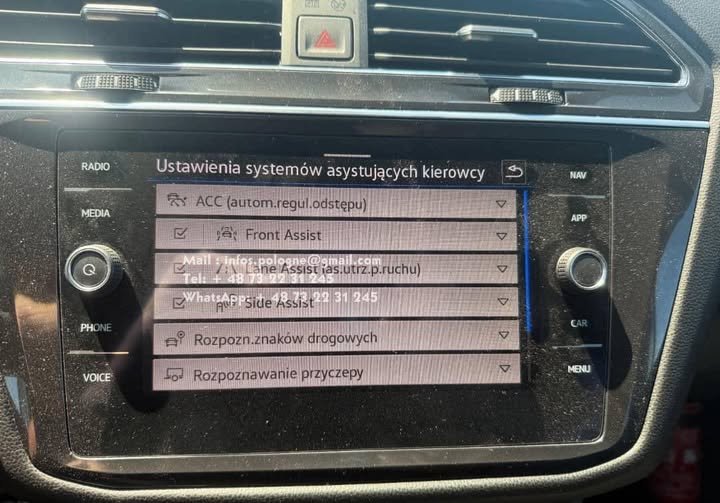 RADIO
Ustawienia systemów asystujących kierowcy
NAV
MEDIA
ACC (autom.regul.odstępu)
APP
Front Assist
Mail : infos.pologne@gmail.com
Lane Assist (as.utrz.p.ruchu)
Tel: + 48 73 22 31 245
WhatsApp: + 48 73 22 31 245
Side Assist
PHONE
CAR
Rozpozn.znaków drogowych
VOICE
Rozpoznawanie przyczepy
MENU